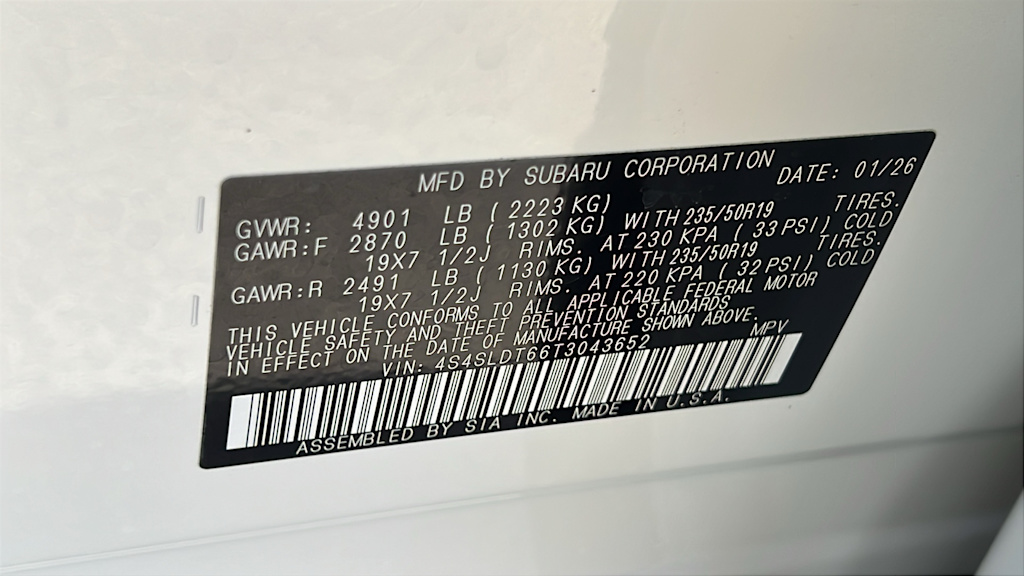 MFD BY SUBARU CORPORATION DATE: 01/26
GVWR: 4901 LB ( 2223 KG)
GAWR:F 2870 LB ( 1302 KG) WITH 235/50R19 TIRES.
19X7 1/2J RIMS. AT 230 KPA ( 33 PSI) COLD
GAWR:R 2491 LB ( 1130 KG) WITH 235/50R19 TIRES.
19X7 1/2J RIMS. AT 220 KPA ( 32 PSI) COLD
THIS VEHICLE CONFORMS TO ALL APPLICABLE FEDERAL MOTOR
VEHICLE SAFETY AND THEFT PREVENTION STANDARDS
IN EFFECT ON THE DATE OF MANUFACTURE SHOWN ABOVE.
VIN: 4S4SLDT66T3043652 MPV
ASSEMBLED BY SIA INC. MADE IN U.S.A.